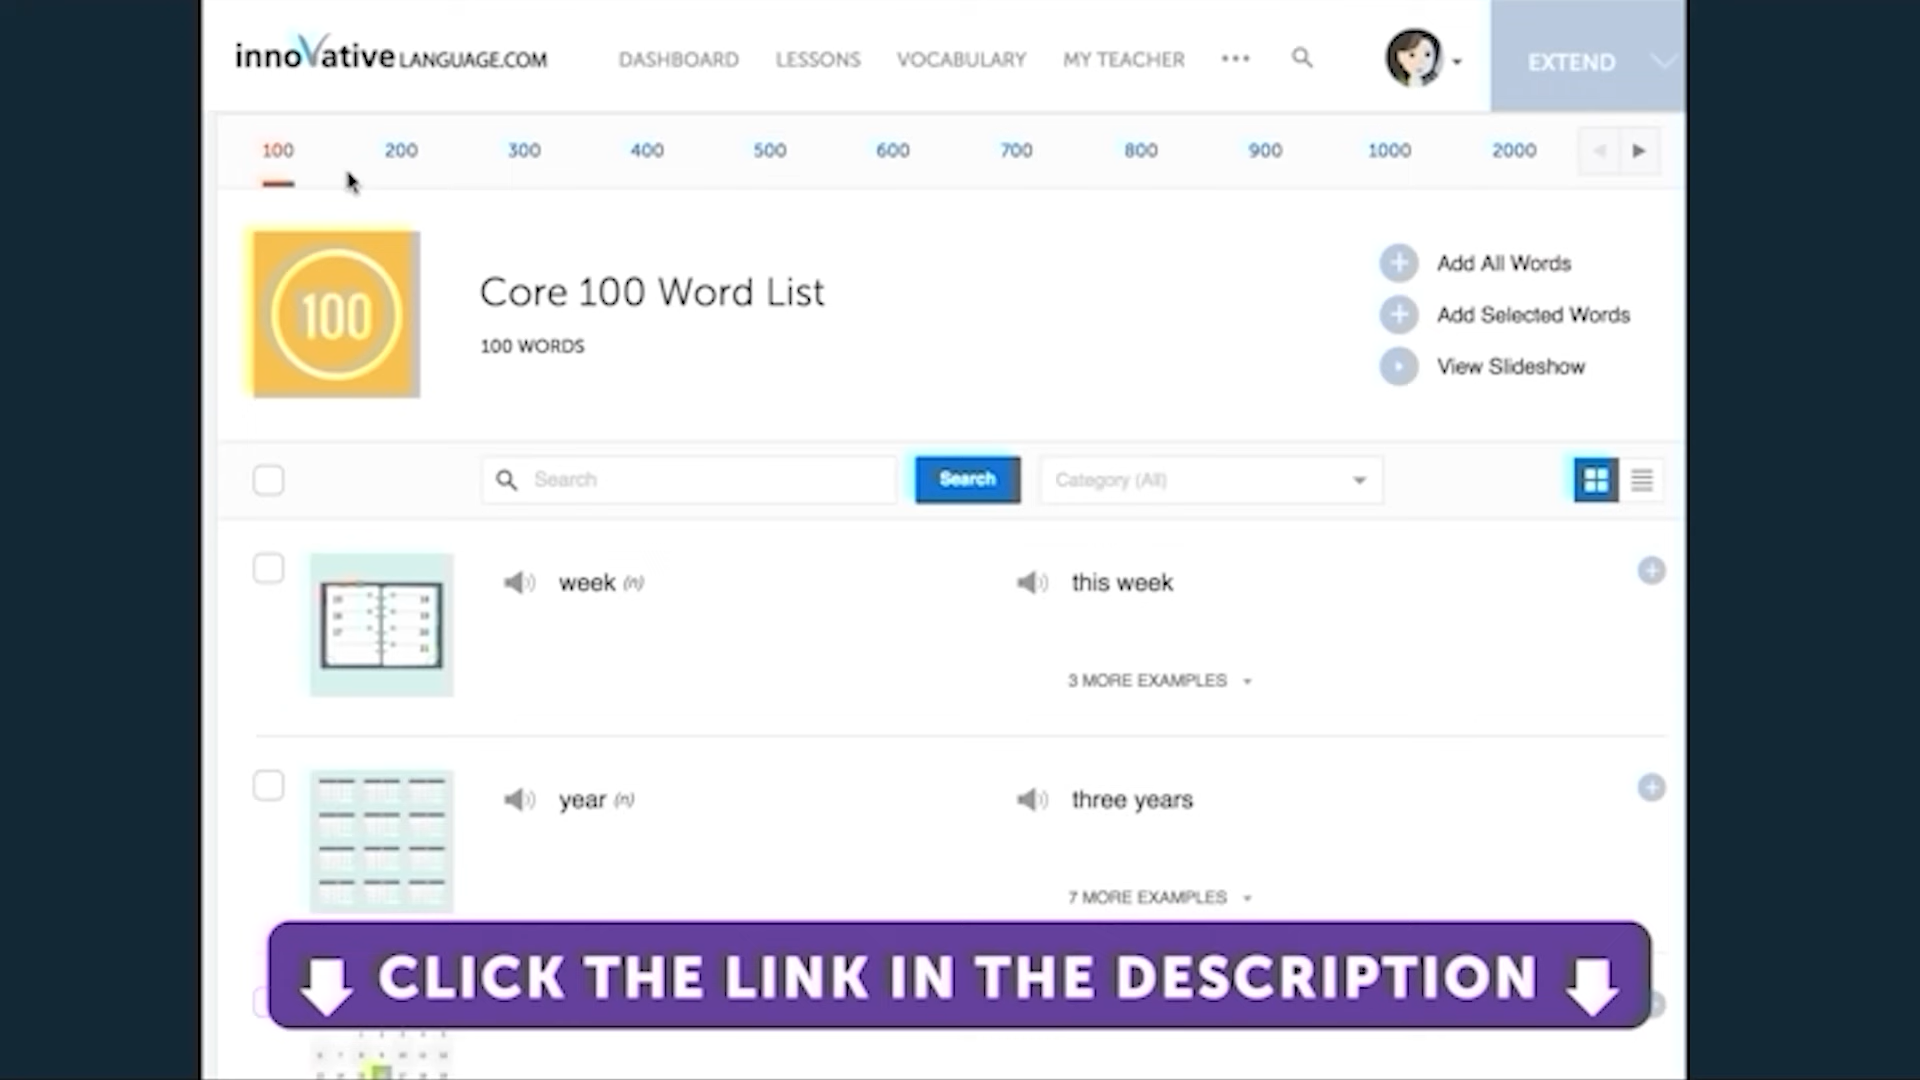 innoVative LANGUAGE.COM DASHBOARD LESSONS VOCABULARY MY TEACHER ••• EXTEND
100 200 300 400 500 600 700 800 900 1000 2000
100
Core 100 Word List
100 WORDS
Add All Words
Add Selected Words
View Slideshow
Search Search Category (All)
week (n) this week
3 MORE EXAMPLES
year (n) three years
7 MORE EXAMPLES
CLICK THE LINK IN THE DESCRIPTION